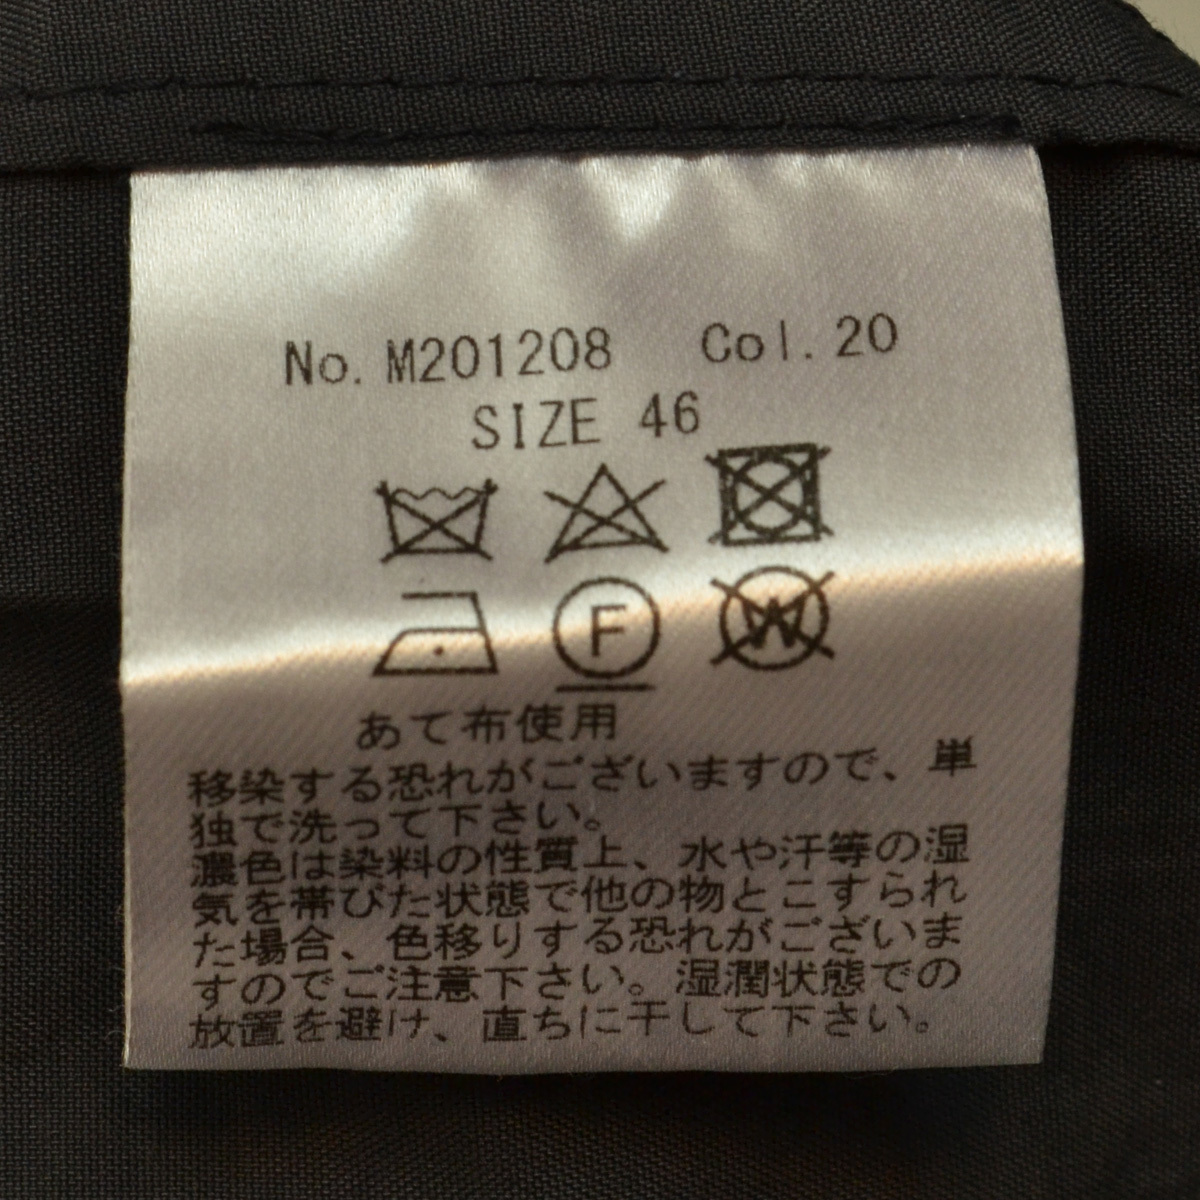 No. M201208 Col. 20
SIZE 46
F W
あて布使用
移染する恐れがございますので、単
独で洗って下さい。
濃色は染料の性質上、水や汗等の湿
気を帯びた状態で他の物とこすられ
た場合、色移りする恐れがございま
すのでご注意下さい。湿潤状態での
放置を避け、直ちに干して下さい。